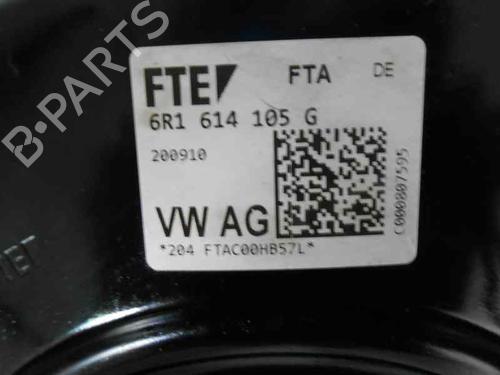 B-PARTS
FTE FTA DE
6R1 614 105 G
200910
VW AG
*204 FTAC00HB57L*
C000807595